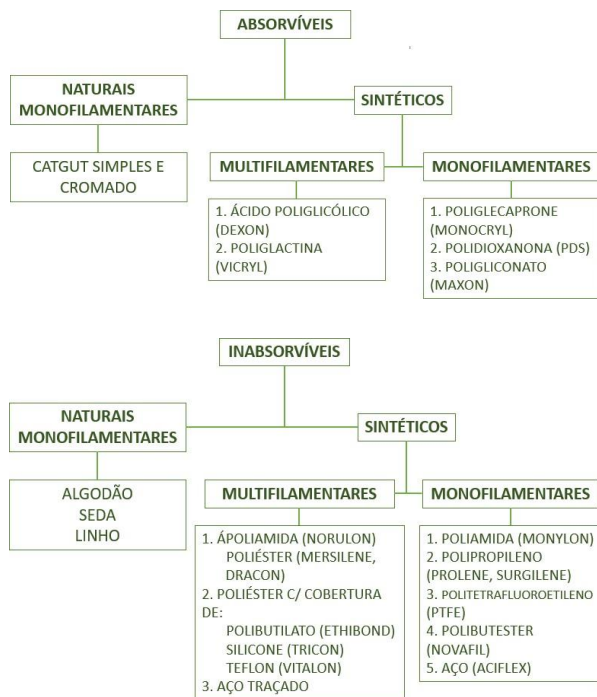 ABSORVÍVEIS
NATURAIS
MONOFILAMENTARES
SINTÉTICOS
CATGUT SIMPLES E
CROMADO
MULTIFILAMENTARES
MONOFILAMENTARES
1. ÁCIDO POLIGLICÓLICO
(DEXON)
2. POLIGLACTINA
(VICRYL)
1. POLIGLECAPRONE
(MONOCRYL)
2. POLIDIOXANONA (PDS)
3. POLIGLICONATO
(MAXON)
INABSORVÍVEIS
NATURAIS
MONOFILAMENTARES
SINTÉTICOS
ALGODÃO
SEDA
LINHO
MULTIFILAMENTARES
MONOFILAMENTARES
1. ÁPOLIAMIDA (NORULON)
POLIÉSTER (MERSILENE,
DRACON)
2. POLIÉSTER C/ COBERTURA
DE:
POLIBUTILATO (ETHIBOND)
SILICONE (TRICON)
TEFLON (VITALON)
3. AÇO TRAÇADO
1. POLIAMIDA (MONYLON)
2. POLIPROPILENO
(PROLENE, SURGILENE)
3. POLITETRAFLUOROETILENO
(PTFE)
4. POLIBUTESTER
(NOVAFIL)
5. AÇO (ACIFLEX)